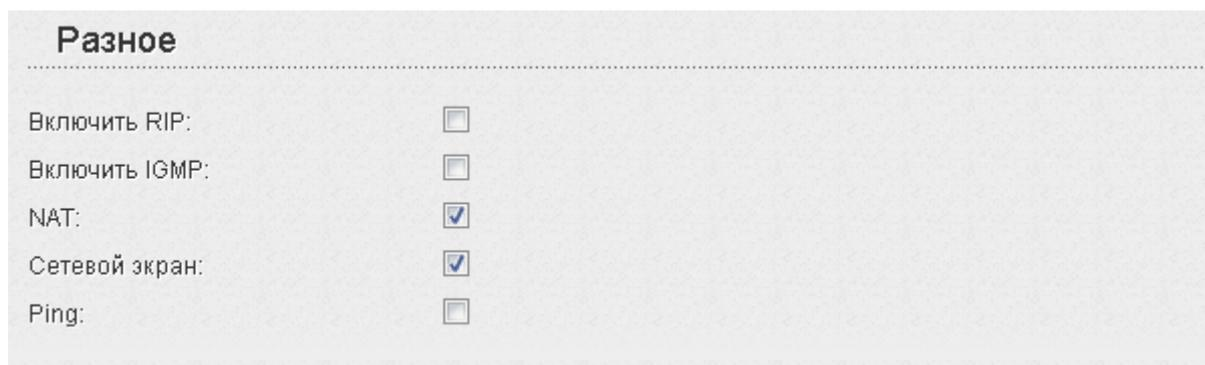 Разное
Включить RIP:
Включить IGMP:
NAT:
Сетевой экран:
Ping: